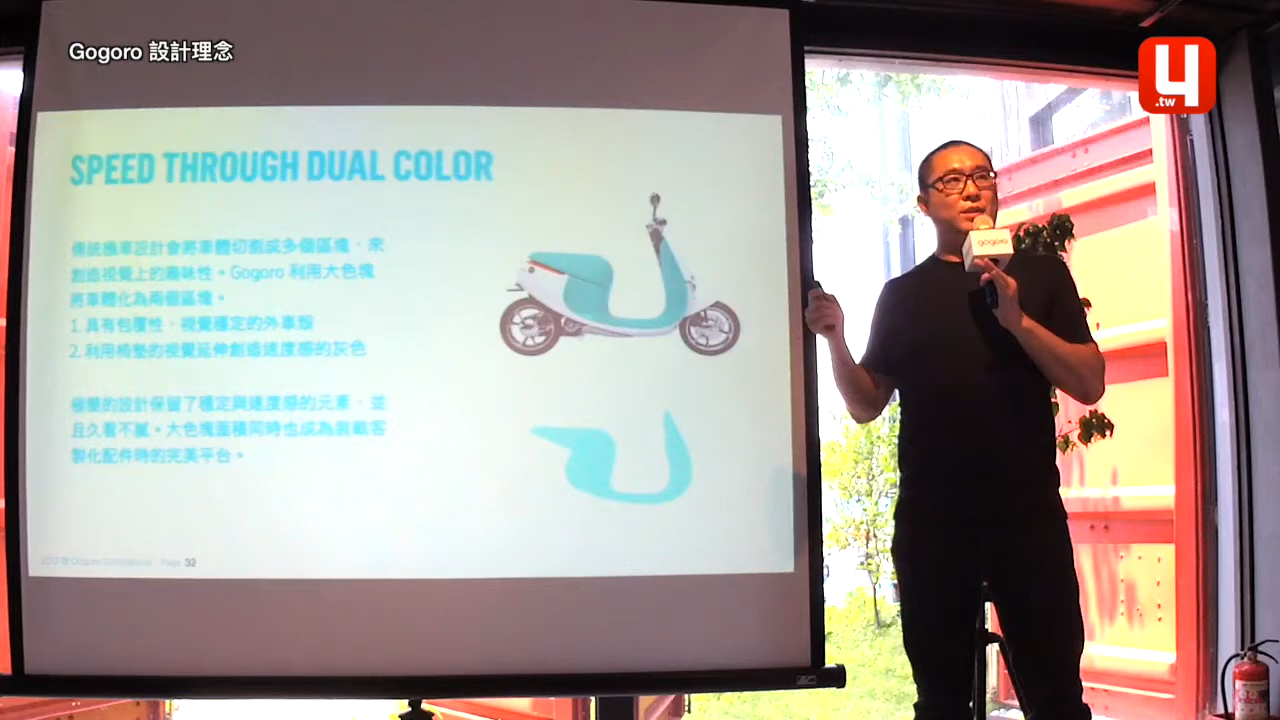 Gogoro 設計理念
4
.tw
SPEED THROUGH DUAL COLOR
傳統機車設計會將車體切割成多個區塊，來
創造視覺上的趣味性。Gogoro 利用大色塊
將車體化為兩個區塊。
1. 具有包覆性，視覺穩定的外車殼
2. 利用椅墊的視覺延伸創造速度感的灰色
極簡的設計保留了穩定與速度感的元素，並
且久看不膩。大色塊面積同時也成為裝載客
製化配件時的完美平台。
Page 32
gogoro